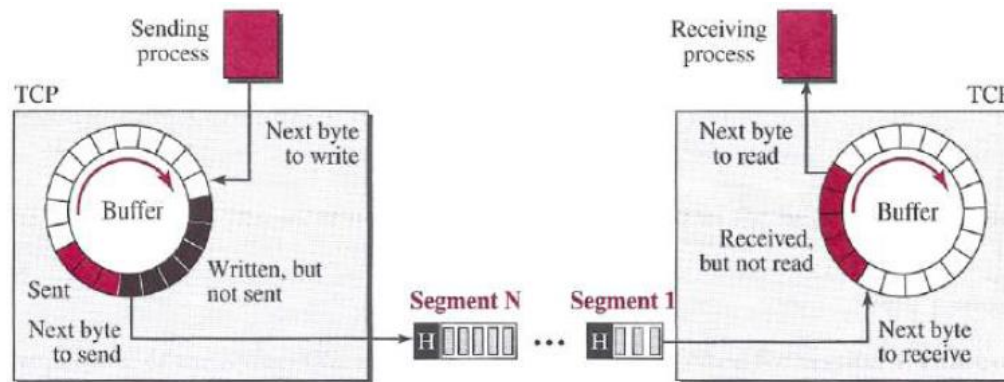 Sending
process
Receiving
process
TCP
TCP
Next byte
to write
Next byte
to read
Buffer
Buffer
Written, but
not sent
Sent
Received,
but not read
Segment N
Segment 1
Next byte
to send
H
...
H
Next byte
to receive